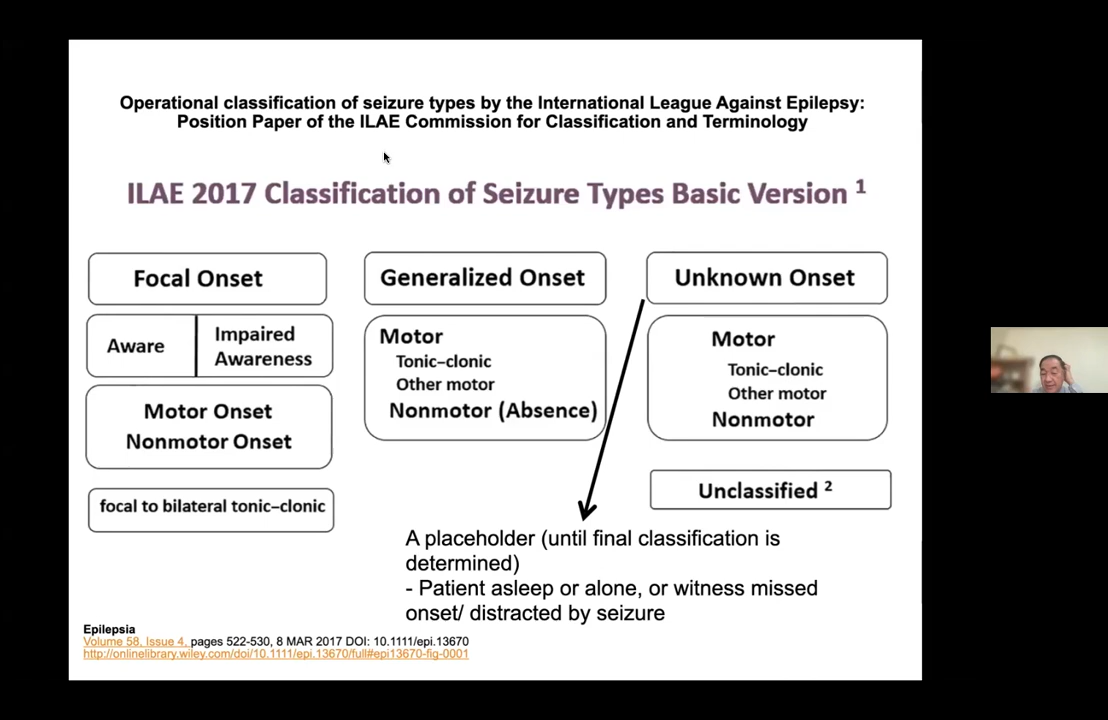 Operational classification of seizure types by the International League Against Epilepsy:
Position Paper of the ILAE Commission for Classification and Terminology
ILAE 2017 Classification of Seizure Types Basic Version ¹
Focal Onset
Aware
Impaired
Awareness
Motor Onset
Nonmotor Onset
focal to bilateral tonic–clonic
Generalized Onset
Motor
Tonic–clonic
Other motor
Nonmotor (Absence)
Unknown Onset
Motor
Tonic–clonic
Other motor
Nonmotor
Unclassified ²
A placeholder (until final classification is
determined)
- Patient asleep or alone, or witness missed
onset/ distracted by seizure
Epilepsia
Volume 58, Issue 4, pages 522-530, 8 MAR 2017 DOI: 10.1111/epi.13670
http://onlinelibrary.wiley.com/doi/10.1111/epi.13670/full#epi13670-fig-0001